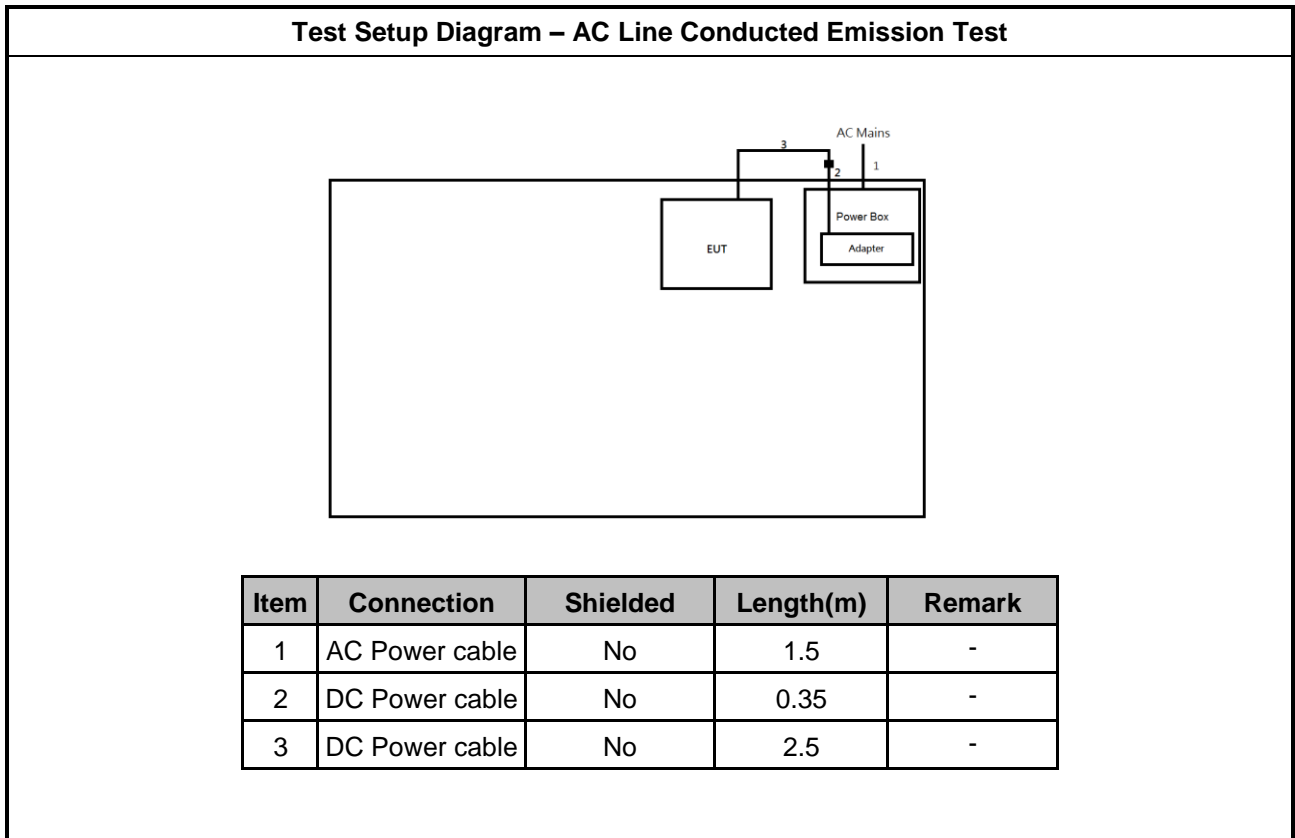 Test Setup Diagram – AC Line Conducted Emission Test
AC Mains
3
2
1
Power Box
EUT
Adapter
Item Connection Shielded Length(m) Remark
1 AC Power cable No 1.5 -
2 DC Power cable No 0.35 -
3 DC Power cable No 2.5 -